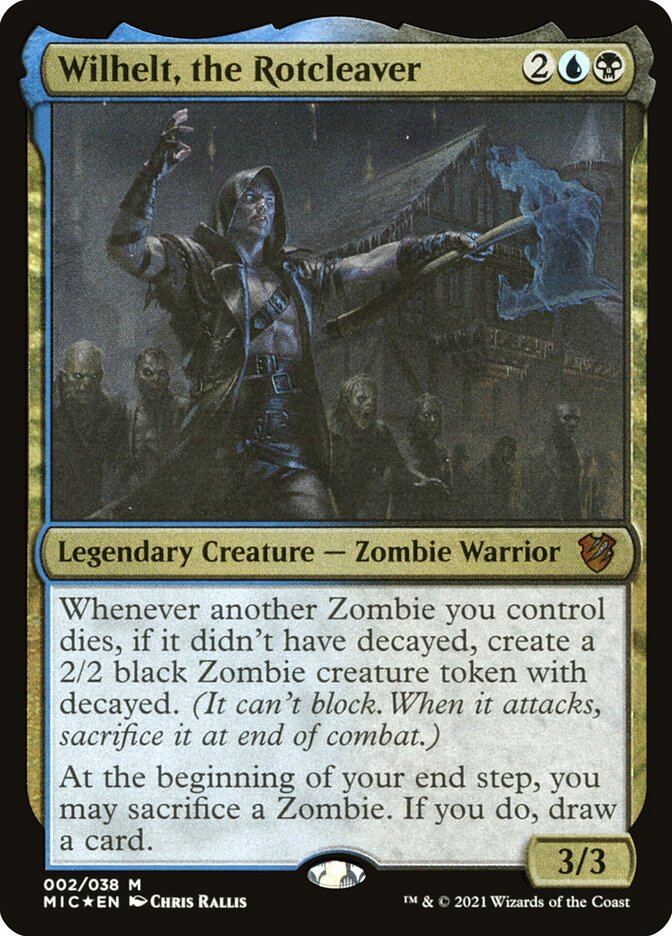 Wilhelt, the Rotcleaver 2
Legendary Creature — Zombie Warrior
Whenever another Zombie you control
dies, if it didn't have decayed, create a
2/2 black Zombie creature token with
decayed. (It can't block. When it attacks,
sacrifice it at end of combat.)
At the beginning of your end step, you
may sacrifice a Zombie. If you do, draw
a card.
3/3
002/038 M
MIC★EN Chris Rallis
™ & © 2021 Wizards of the Coast